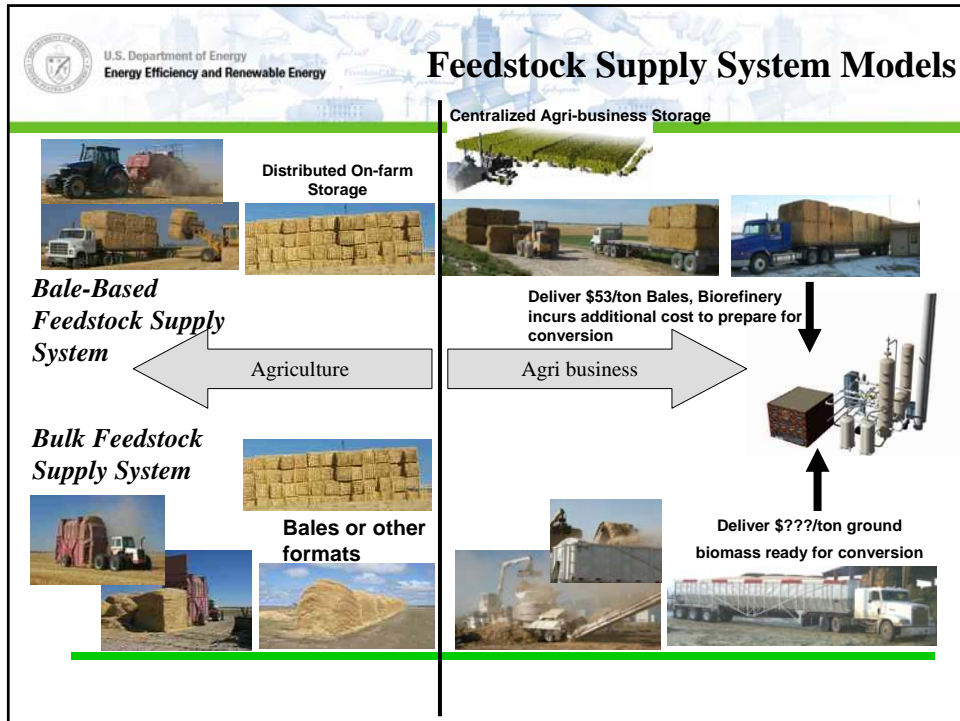 U.S. Department of Energy
Energy Efficiency and Renewable Energy
Feedstock Supply System Models
Centralized Agri-business Storage
Distributed On-farm
Storage
Bale-Based
Feedstock Supply
System
Deliver $53/ton Bales, Biorefinery
incurs additional cost to prepare for
conversion
Agriculture
Agri business
Bulk Feedstock
Supply System
Bales or other
formats
Deliver $???/ton ground
biomass ready for conversion